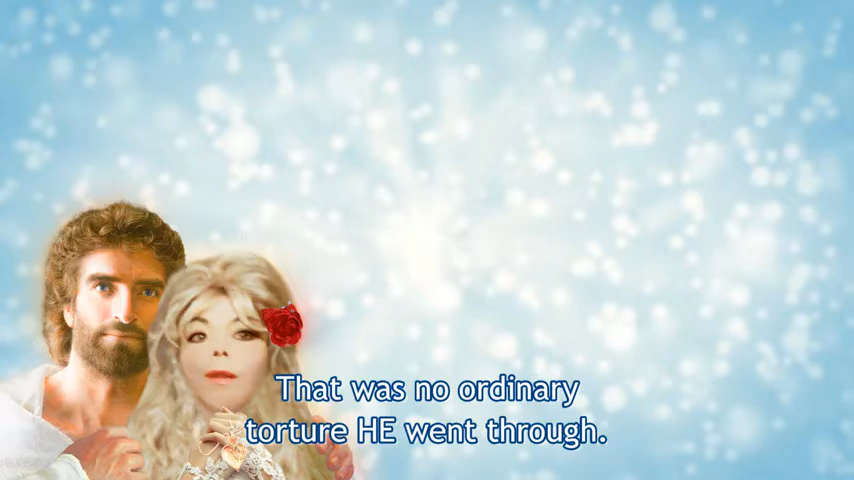 That was no ordinary
torture HE went through.